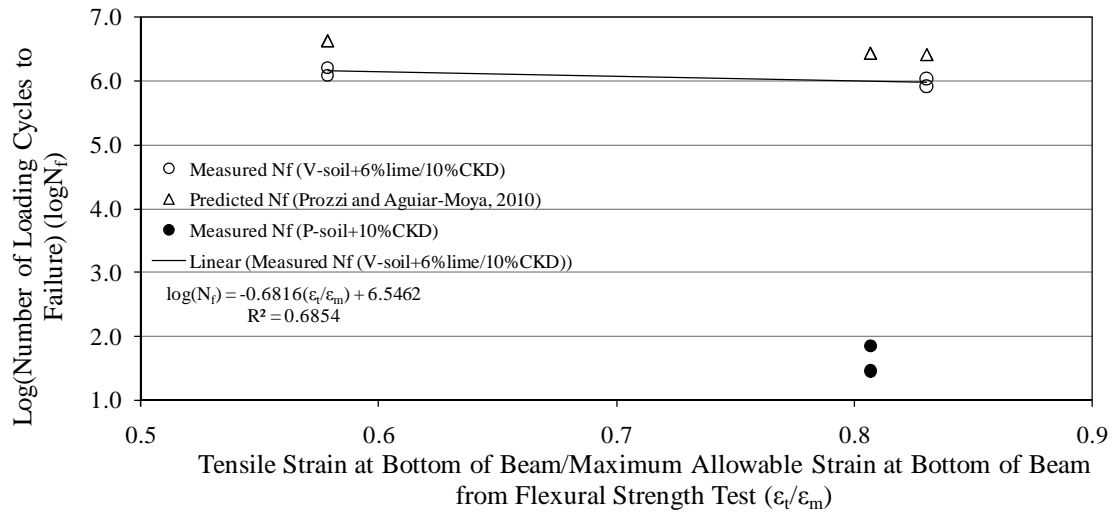 7.0
6.0
5.0
4.0
3.0
2.0
1.0
Log(Number of Loading Cycles to
Failure) (logNf)
Measured Nf (V-soil+6%lime/10%CKD)
Predicted Nf (Prozzi and Aguiar-Moya, 2010)
Measured Nf (P-soil+10%CKD)
Linear (Measured Nf (V-soil+6%lime/10%CKD))
log(Nf) = -0.6816(εt/εm) + 6.5462
R² = 0.6854
0.5 0.6 0.7 0.8 0.9
Tensile Strain at Bottom of Beam/Maximum Allowable Strain at Bottom of Beam
from Flexural Strength Test (εt/εm)